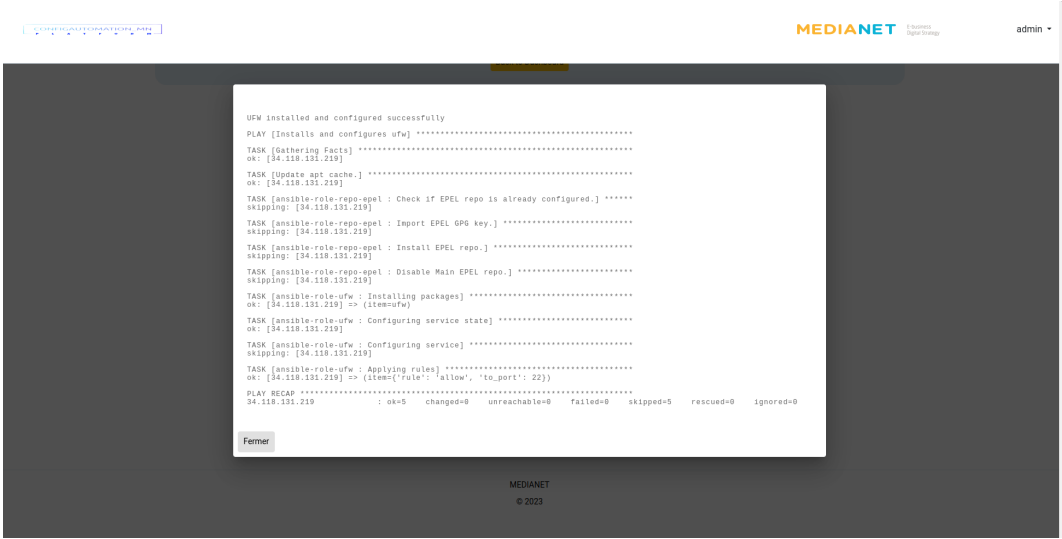 CONFIGAUTOMATION_MN
MEDIANET
E-business
Digital Strategy
admin
UFW installed and configured successfully
PLAY [Installs and configures ufw] *********************************************
TASK [Gathering Facts] *********************************************************
ok: [34.118.131.219]
TASK [Update apt cache.] *******************************************************
ok: [34.118.131.219]
TASK [ansible-role-repo-epel : Check if EPEL repo is already configured.] ******
skipping: [34.118.131.219]
TASK [ansible-role-repo-epel : Import EPEL GPG key.] ***************************
skipping: [34.118.131.219]
TASK [ansible-role-repo-epel : Install EPEL repo.] *****************************
skipping: [34.118.131.219]
TASK [ansible-role-repo-epel : Disable Main EPEL repo.] ************************
skipping: [34.118.131.219]
TASK [ansible-role-ufw : Installing packages] **********************************
ok: [34.118.131.219] => (item=ufw)
TASK [ansible-role-ufw : Configuring service state] ****************************
ok: [34.118.131.219]
TASK [ansible-role-ufw : Configuring service] **********************************
skipping: [34.118.131.219]
TASK [ansible-role-ufw : Applying rules] ***************************************
ok: [34.118.131.219] => (item={'rule': 'allow', 'to_port': 22})
PLAY RECAP *********************************************************************
34.118.131.219 : ok=5 changed=0 unreachable=0 failed=0 skipped=5 rescued=0 ignored=0
Fermer
MEDIANET
© 2023